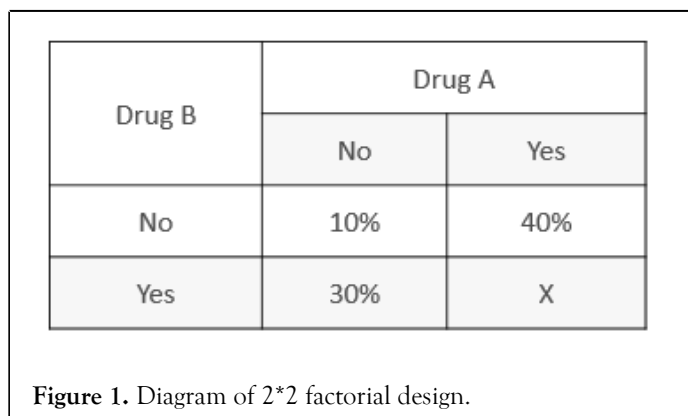 Drug B
Drug A
No
Yes
No
10%
40%
Yes
30%
X
Figure 1. Diagram of 2*2 factorial design.